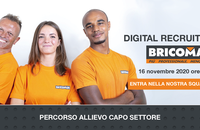 DIGITAL RECRUIT
BRICOMA
16 novembre 2020 ore
ENTRA NELLA NOSTRA SQU
PERCORSO ALLIEVO CAPO SETTORE